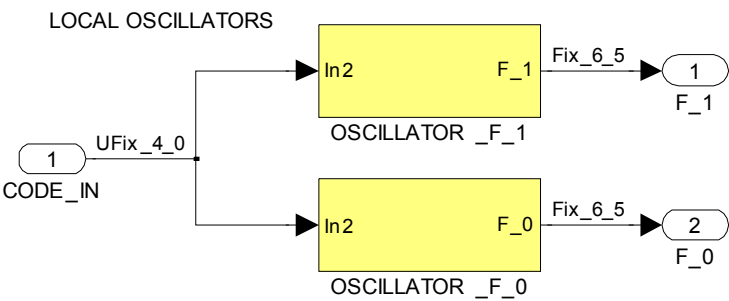 LOCAL OSCILLATORS
In2
F_1
Fix_6_5
1
F_1
OSCILLATOR _F_1
1
UFix_4_0
CODE_IN
In2
F_0
Fix_6_5
2
F_0
OSCILLATOR _F_0